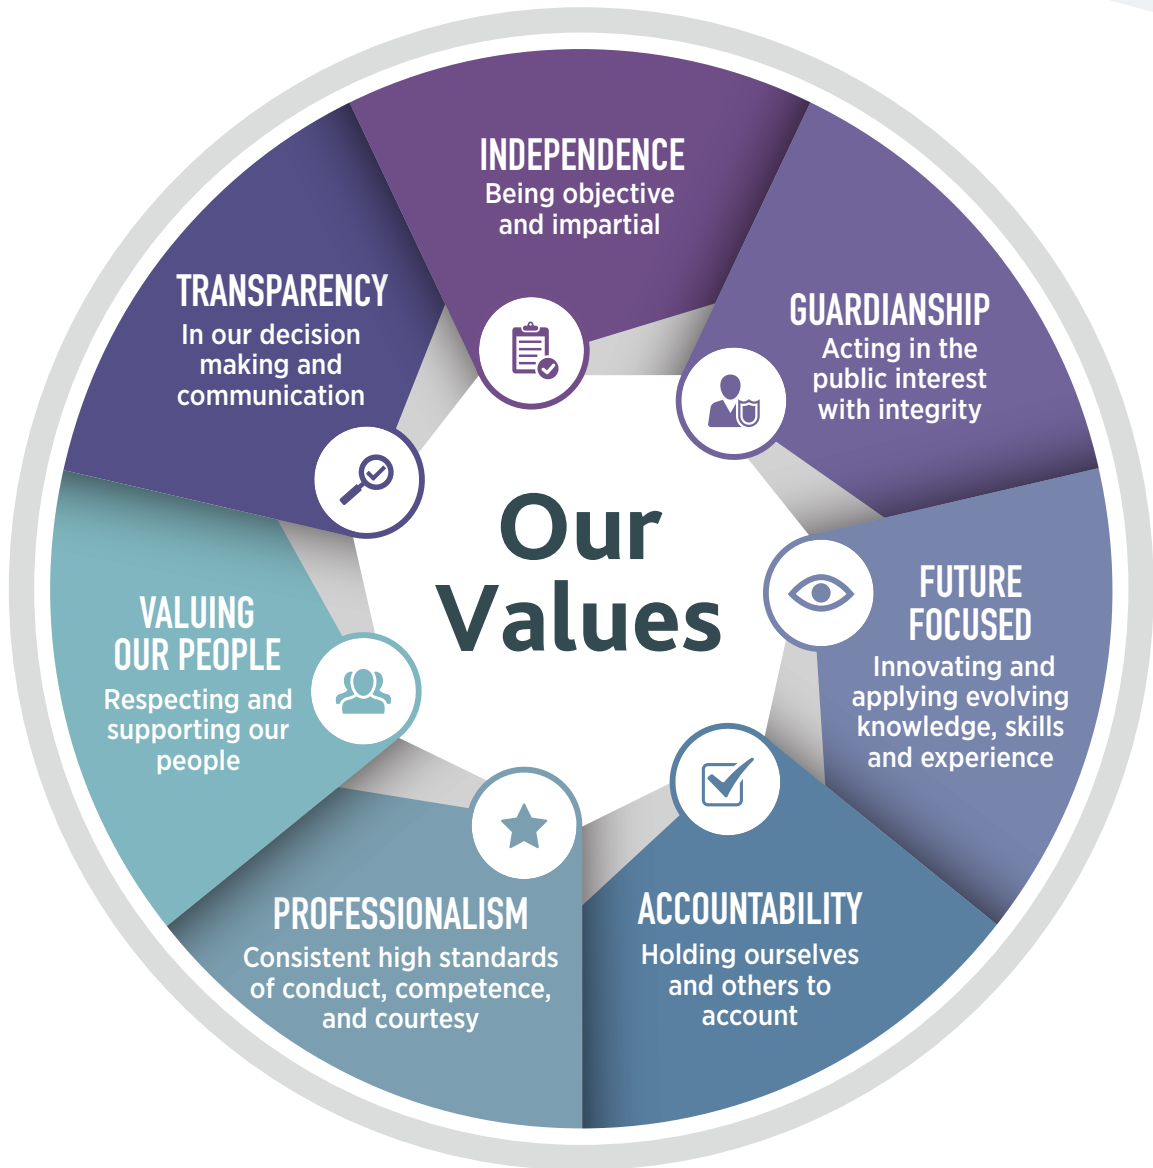 INDEPENDENCE
Being objective
and impartial
GUARDIANSHIP
Acting in the
public interest
with integrity
FUTURE
FOCUSED
Innovating and
applying evolving
knowledge, skills
and experience
ACCOUNTABILITY
Holding ourselves
and others to
account
PROFESSIONALISM
Consistent high standards
of conduct, competence,
and courtesy
VALUING
OUR PEOPLE
Respecting and
supporting our
people
TRANSPARENCY
In our decision
making and
communication
Our
Values